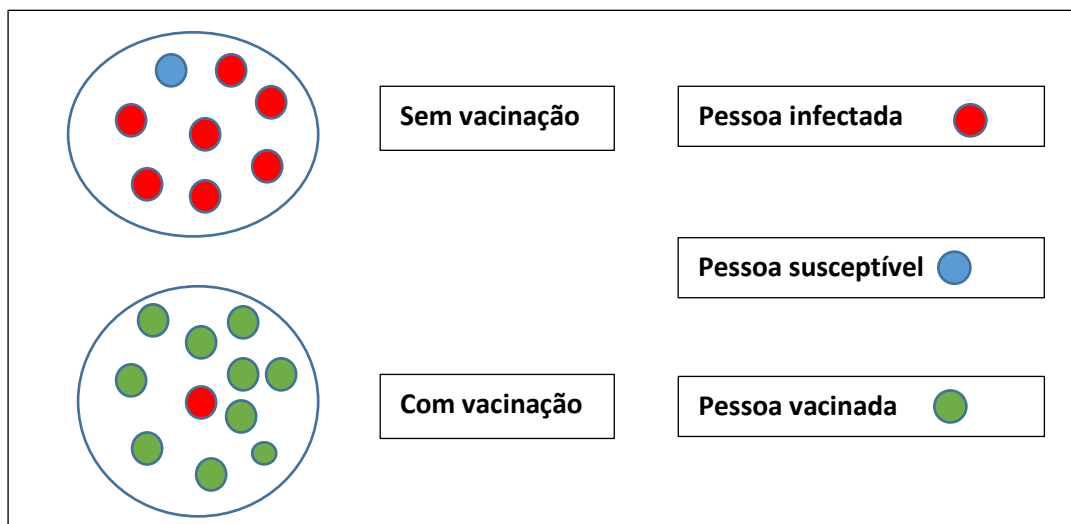 Sem vacinação
Pessoa infectada
Pessoa susceptível
Com vacinação
Pessoa vacinada